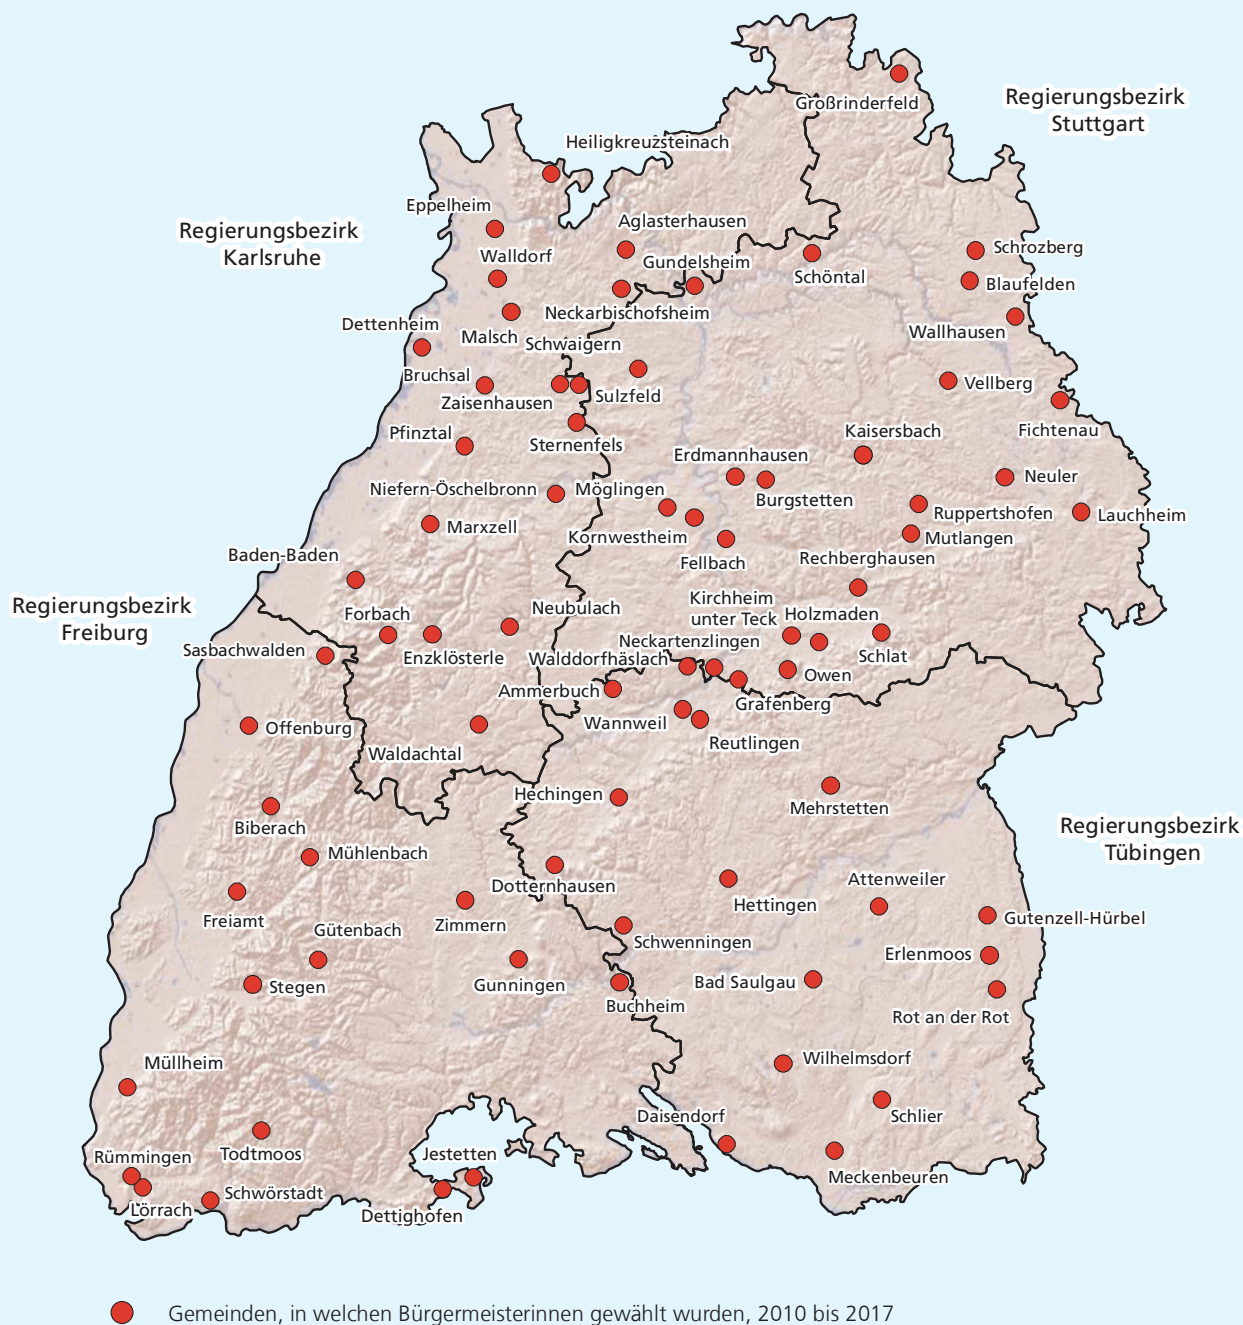 Großrinderfeld
Regierungsbezirk
Stuttgart
Heiligkreuzsteinach
Eppelheim
Aglasterhausen
Regierungsbezirk
Karlsruhe
Walldorf
Gundelsheim
Schöntal
Schrozberg
Blaufelden
Neckarbischofsheim
Dettenheim
Malsch
Schwaigern
Wallhausen
Bruchsal
Zaisenhausen
Sulzfeld
Vellberg
Pfinztal
Sternenfels
Kaisersbach
Fichtenau
Erdmannhausen
Niefern-Öschelbronn
Möglingen
Burgstetten
Neuler
Marxzell
Kornwestheim
Ruppertshofen
Lauchheim
Mutlangen
Baden-Baden
Fellbach
Rechberghausen
Regierungsbezirk
Freiburg
Forbach
Neubulach
Kirchheim
unter Teck
Holzmaden
Sasbachwalden
Enzklösterle
Neckartenzlingen
Walddorfhäslach
Schlat
Owen
Ammerbuch
Grafenberg
Offenburg
Wannweil
Reutlingen
Waldachtal
Hechingen
Mehrstetten
Biberach
Regierungsbezirk
Tübingen
Mühlenbach
Dotternhausen
Attenweiler
Hettingen
Freiamt
Gütenbach
Zimmern
Gutenzell-Hürbel
Schwenningen
Erlenmoos
Stegen
Gunningen
Bad Saulgau
Buchheim
Rot an der Rot
Müllheim
Wilhelmsdorf
Daisendorf
Schlier
Rümmingen
Todtmoos
Jestetten
Meckenbeuren
Schwörstadt
Lörrach
Dettighofen
Gemeinden, in welchen Bürgermeisterinnen gewählt wurden, 2010 bis 2017